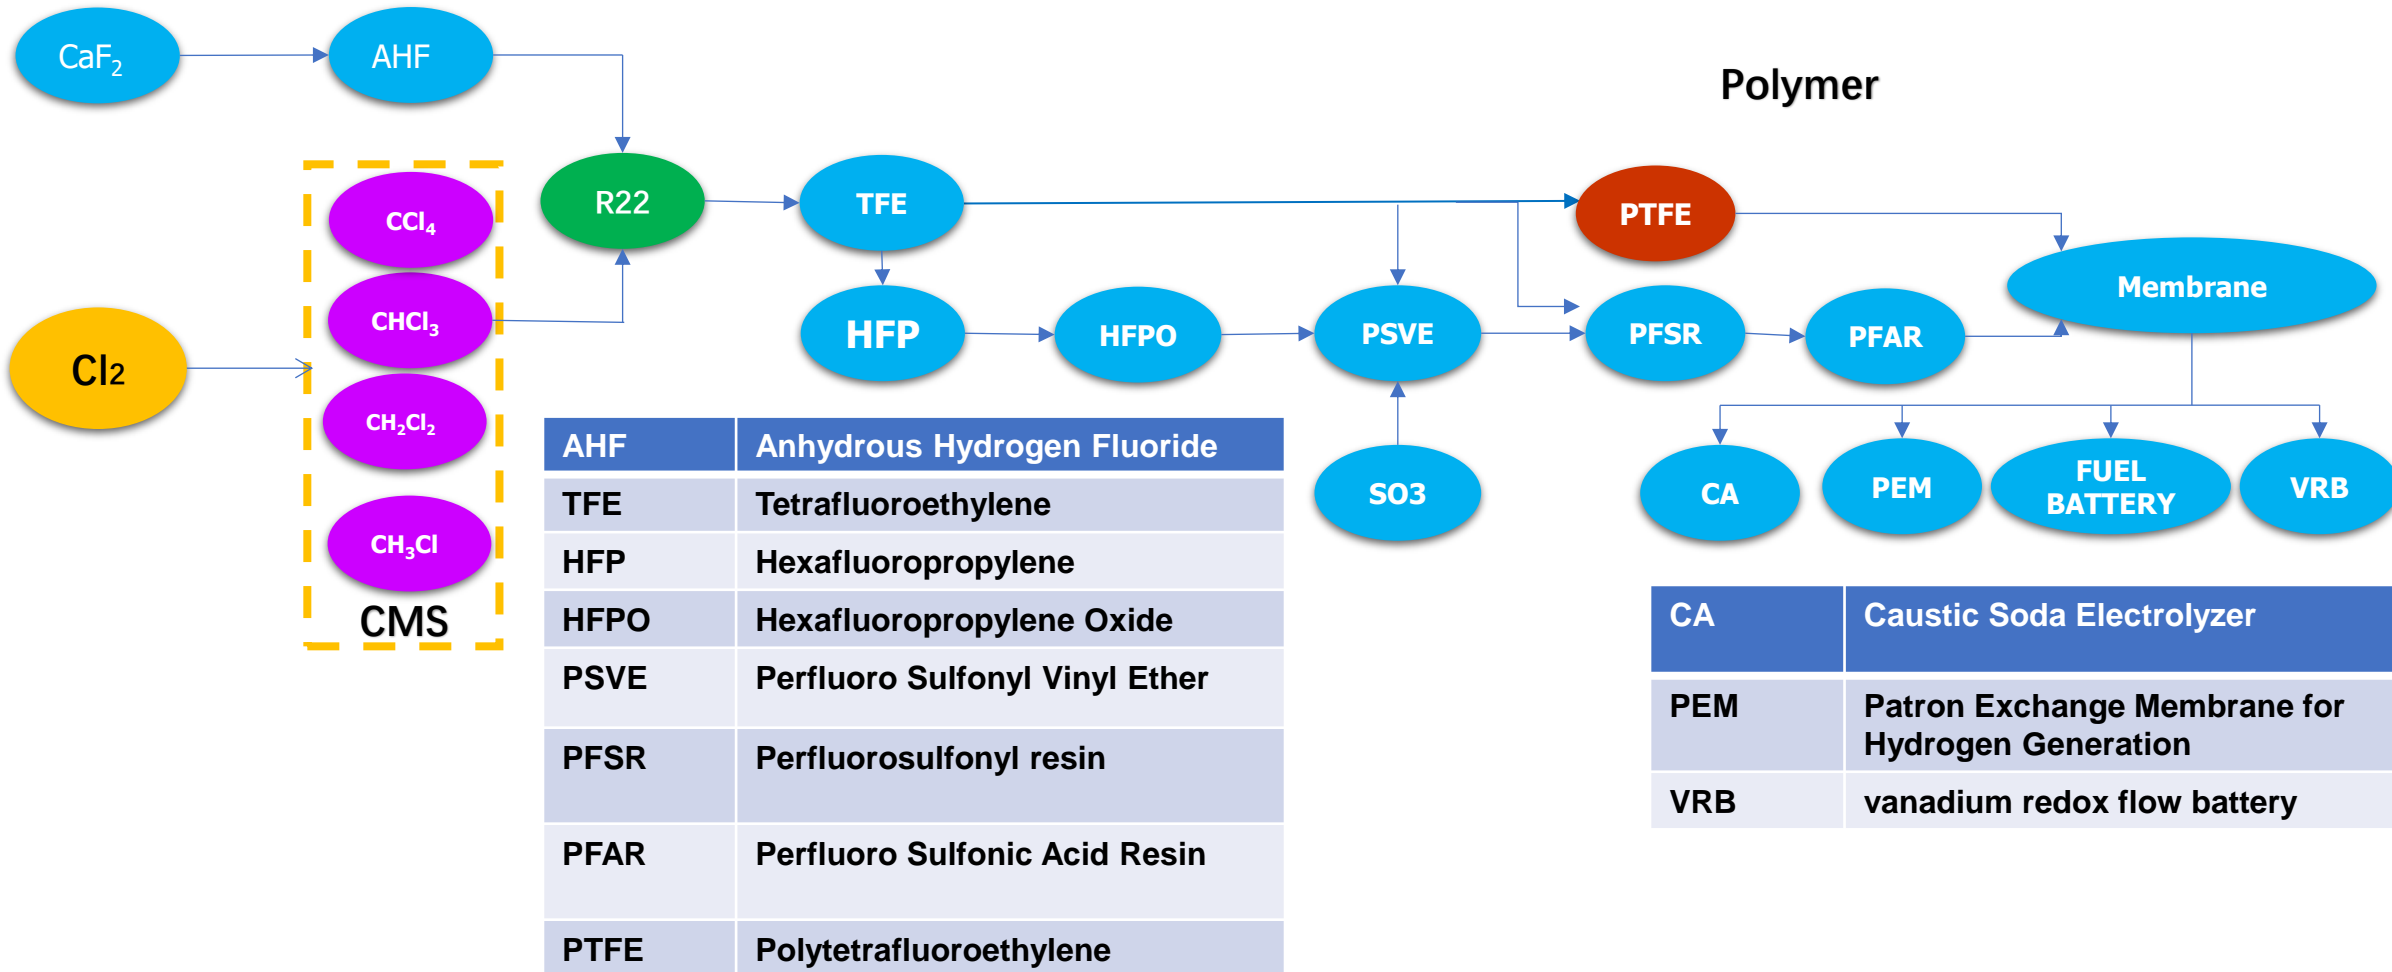 CaF₂
AHF
Polymer
CCl₄
R22
TFE
PTFE
CHCl₃
Membrane
HFP
HFPO
PSVE
PFSR
PFAR
Cl2
CH₂Cl₂
CH₃Cl
CMS
SO3
CA
PEM
FUEL
BATTERY
VRB
AHF Anhydrous Hydrogen Fluoride
TFE Tetrafluoroethylene
HFP Hexafluoropropylene
HFPO Hexafluoropropylene Oxide
PSVE Perfluoro Sulfonyl Vinyl Ether
PFSR Perfluorosulfonyl resin
PFAR Perfluoro Sulfonic Acid Resin
PTFE Polytetrafluoroethylene
CA Caustic Soda Electrolyzer
PEM Patron Exchange Membrane for
Hydrogen Generation
VRB vanadium redox flow battery